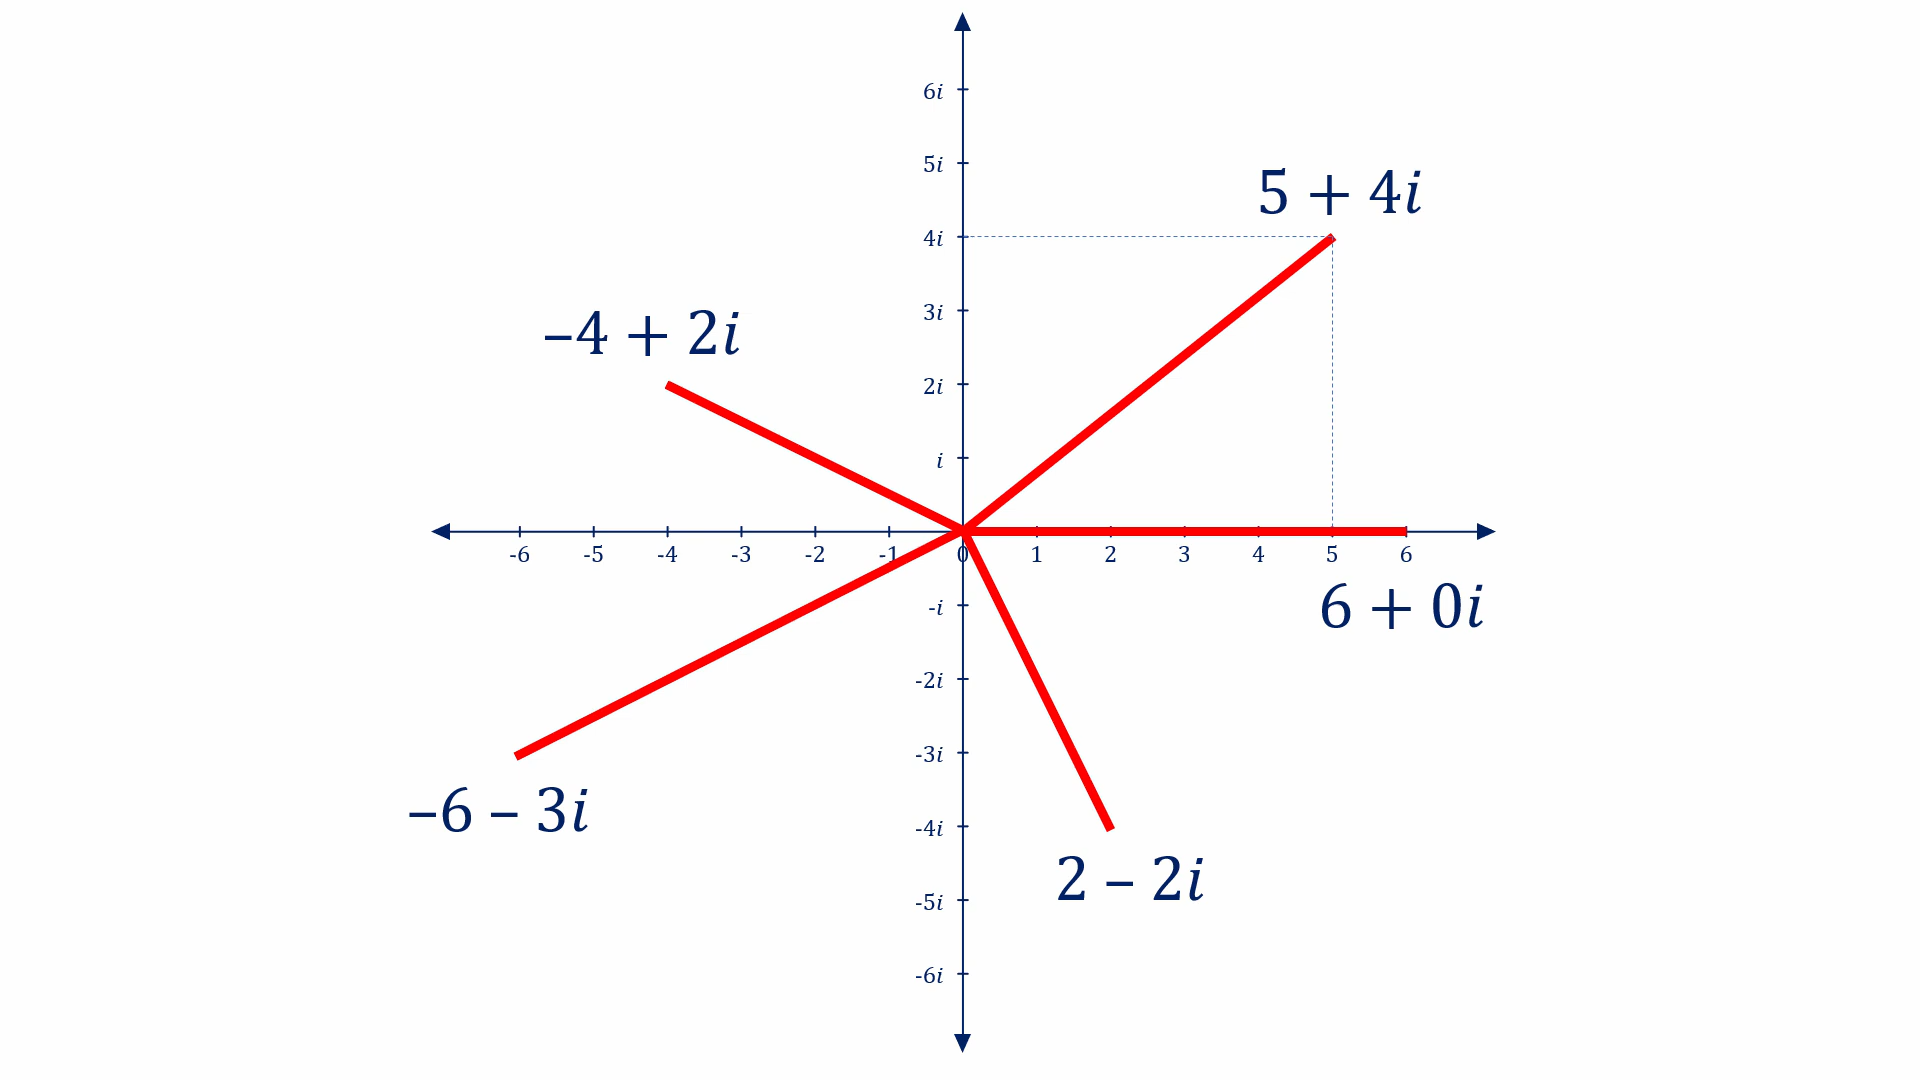 6i
5i
5 + 4i
4i
3i
–4 + 2i
2i
i
-6 -5 -4 -3 -2 -1 0 1 2 3 4 5 6
-i
6 + 0i
-2i
-3i
–6 – 3i
-4i
2 – 2i
-5i
-6i